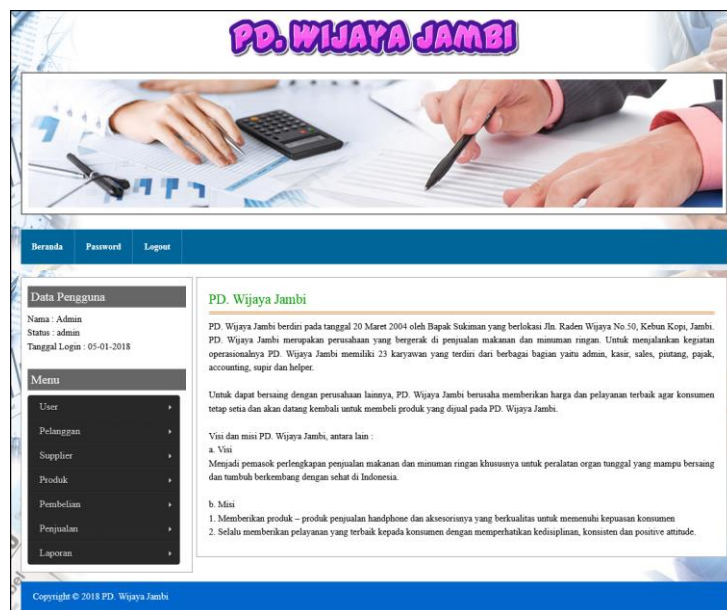 PD. WIJAYA JAMBI
Beranda Password Logout
Data Pengguna
Nama : Admin
Status : admin
Tanggal Login : 05-01-2018
Menu
User
Pelanggan
Supplier
Produk
Pembelian
Penjualan
Laporan
PD. Wijaya Jambi
PD. Wijaya Jambi berdiri pada tanggal 20 Maret 2004 oleh Bapak Sukiman yang berlokasi Jln. Raden Wijaya No.50, Kebun Kopi, Jambi.
PD. Wijaya Jambi merupakan perusahaan yang bergerak di penjualan makanan dan minuman ringan. Untuk menjalankan kegiatan
operasionalnya PD. Wijaya Jambi memiliki 23 karyawan yang terdiri dari berbagai bagian yaitu admin, kasir, sales, piutang, pajak,
accounting, supir dan helper.
Untuk dapat bersaing dengan perusahaan lainnya, PD. Wijaya Jambi berusaha memberikan harga dan pelayanan terbaik agar konsumen
tetap setia dan akan datang kembali untuk membeli produk yang dijual pada PD. Wijaya Jambi.
Visi dan misi PD. Wijaya Jambi, antara lain :
a. Visi
Menjadi pemasok perlengkapan penjualan makanan dan minuman ringan khususnya untuk peralatan organ tunggal yang mampu bersaing
dan tumbuh berkembang dengan sehat di Indonesia.
b. Misi
1. Memberikan produk – produk penjualan handphone dan aksesorisnya yang berkualitas untuk memenuhi kepuasan konsumen
2. Selalu memberikan pelayanan yang terbaik kepada konsumen dengan memperhatikan kedisiplinan, konsisten dan positive attitude.
Copyright © 2018 PD. Wijaya Jambi